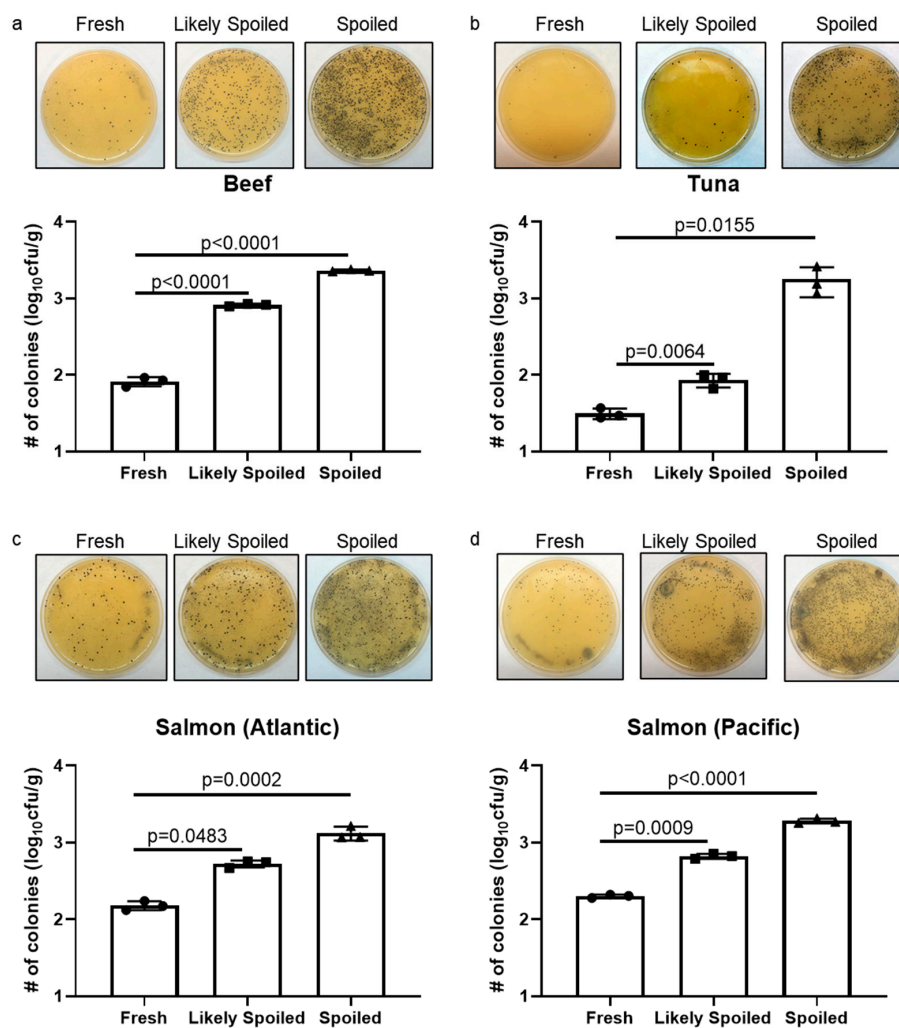 a
Fresh Likely Spoiled Spoiled
Beef
# of colonies (log10cfu/g)
4
3
2
1
p<0.0001
p<0.0001
Fresh Likely Spoiled Spoiled
b
Fresh Likely Spoiled Spoiled
Tuna
# of colonies (log10cfu/g)
4
3
2
1
p=0.0155
p=0.0064
Fresh Likely Spoiled Spoiled
c
Fresh Likely Spoiled Spoiled
Salmon (Atlantic)
# of colonies (log10cfu/g)
4
3
2
1
p=0.0002
p=0.0483
Fresh Likely Spoiled Spoiled
d
Fresh Likely Spoiled Spoiled
Salmon (Pacific)
# of colonies (log10cfu/g)
4
3
2
1
p<0.0001
p=0.0009
Fresh Likely Spoiled Spoiled